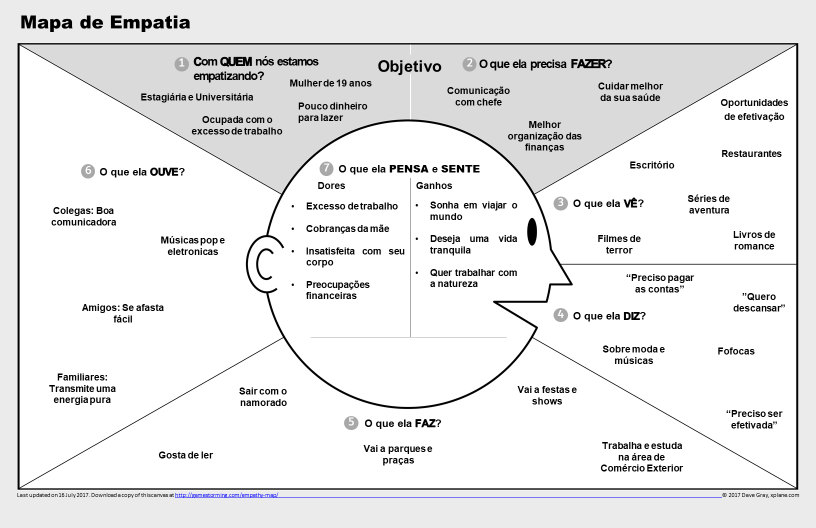 Mapa de Empatia
1 Com QUEM nós estamos
empatizando?
Mulher de 19 anos
Estagiária e Universitária
Pouco dinheiro
para lazer
Ocupada com o
excesso de trabalho
Objetivo
2 O que ela precisa FAZER?
Comunicação
com chefe
Cuidar melhor
da sua saúde
Melhor
organização das
finanças
Oportunidades
de efetivação
Restaurantes
Escritório
3 O que ela VÊ?
Séries de
aventura
Filmes de
terror
Livros de
romance
"Preciso pagar
as contas"
"Quero
descansar"
4 O que ela DIZ?
Sobre moda e
músicas
Fofocas
"Preciso ser
efetivada"
Trabalha e estuda
na área de
Comércio Exterior
Vai a festas e
shows
5 O que ela FAZ?
Vai a parques e
praças
Sair com o
namorado
Gosta de ler
6 O que ela OUVE?
Colegas: Boa
comunicadora
Músicas pop e
eletronicas
Amigos: Se afasta
fácil
Familiares:
Transmite uma
energia pura
7 O que ela PENSA e SENTE
Dores
• Excesso de trabalho
• Cobranças da mãe
• Insatisfeita com seu
corpo
• Preocupações
financeiras
Ganhos
• Sonha em viajar o
mundo
• Deseja uma vida
tranquila
• Quer trabalhar com
a natureza
Last updated on 16 July 2017. Download a copy of this canvas at http://gamestorming.com/empathy-map/
© 2017 Dave Gray, xplane.com